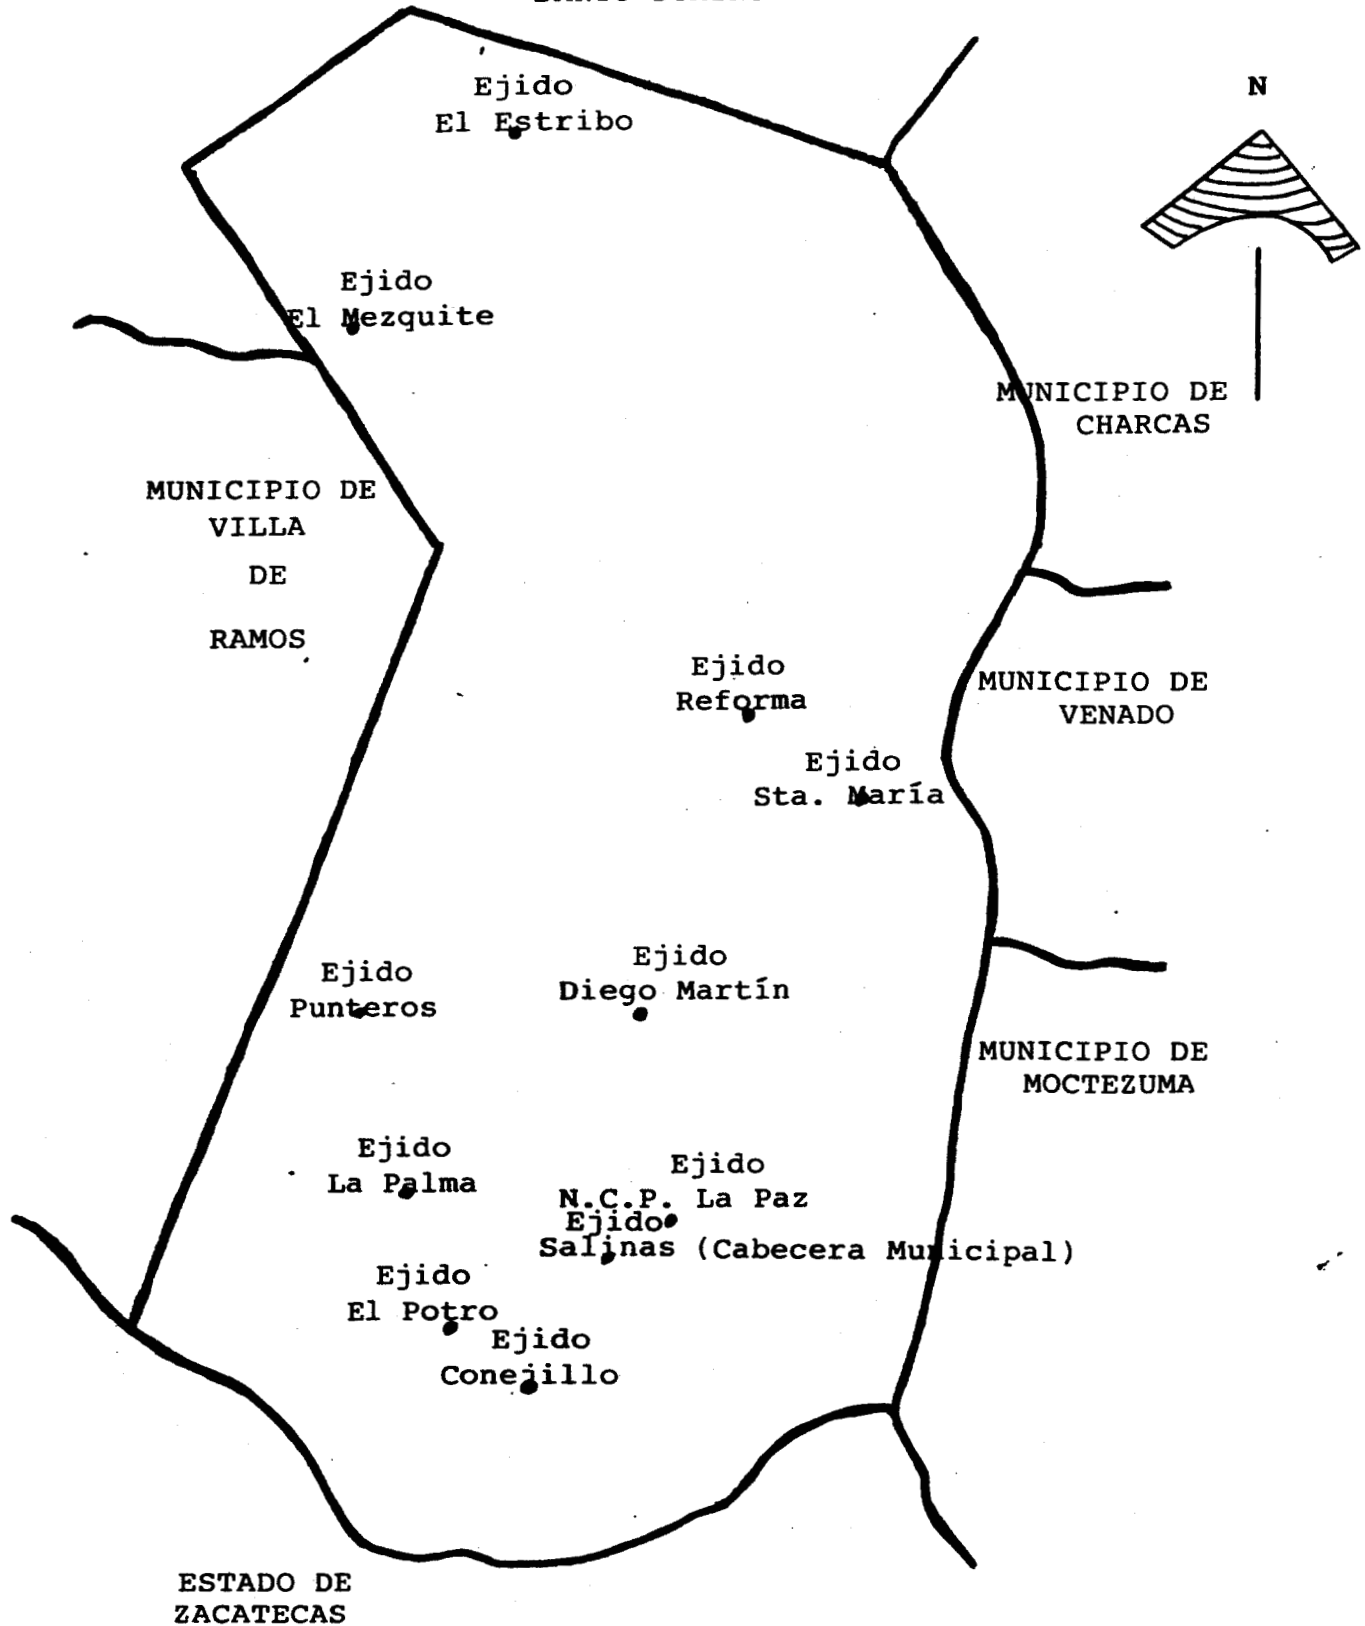 Ejido
El Estribo
N
Ejido
El Mezquite
MUNICIPIO DE
CHARCAS
MUNICIPIO DE
VILLA
DE
RAMOS
Ejido
Reforma
MUNICIPIO DE
VENADO
Ejido
Sta. María
Ejido
Punteros
Ejido
Diego Martín
MUNICIPIO DE
MOCTEZUMA
Ejido
La Palma
Ejido
N.C.P. La Paz
Ejido
Salinas (Cabecera Municipal)
Ejido
El Potro
Ejido
Conejillo
ESTADO DE
ZACATECAS